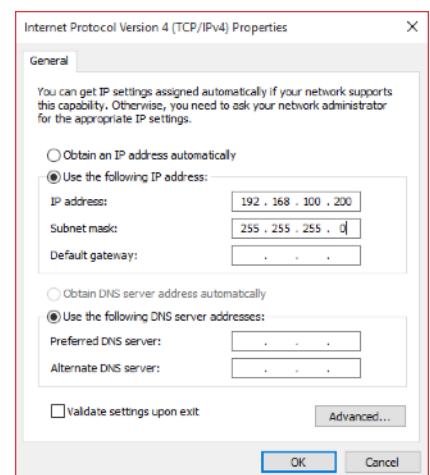 Internet Protocol Version 4 (TCP/IPv4) Properties
General
You can get IP settings assigned automatically if your network supports
this capability. Otherwise, you need to ask your network administrator
for the appropriate IP settings.
Obtain an IP address automatically
Use the following IP address:
IP address: 192 . 168 . 100 . 200
Subnet mask: 255 . 255 . 255 . 0
Default gateway: . . .
Obtain DNS server address automatically
Use the following DNS server addresses:
Preferred DNS server: . . .
Alternate DNS server: . . .
Validate settings upon exit
Advanced...
OK Cancel